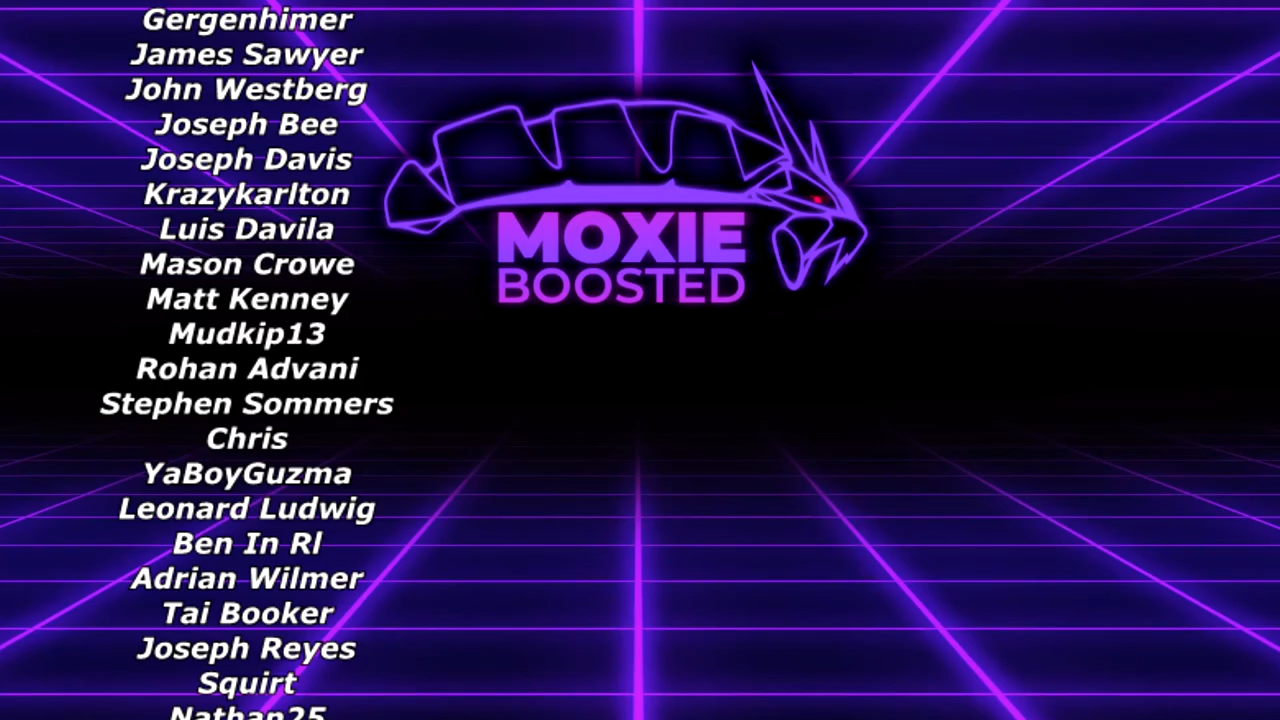 Gergenhimer
James Sawyer
John Westberg
Joseph Bee
Joseph Davis
Krazykarlton
Luis Davila
Mason Crowe
Matt Kenney
Mudkip13
Rohan Advani
Stephen Sommers
Chris
YaBoyGuzma
Leonard Ludwig
Ben In Rl
Adrian Wilmer
Tai Booker
Joseph Reyes
Squirt
Nathan25
MOXIE
BOOSTED